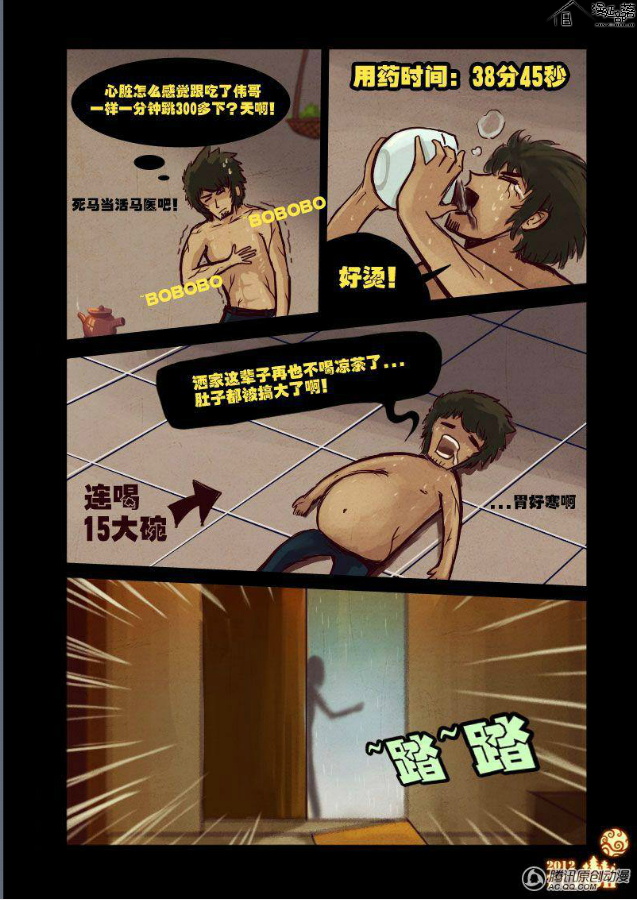 漫域部落
心脏怎么感觉跟吃了伟哥
一样一分钟跳300多下？天啊！
死马当活马医吧！
BOBOBO
~BOBOBO
用药时间：38分45秒
好烫！
洒家这辈子再也不喝凉茶了...
肚子都被搞大了啊！
连喝
15大碗
...胃好寒啊
~踏~踏
2012
腾讯原创动漫
AC.QQ.COM